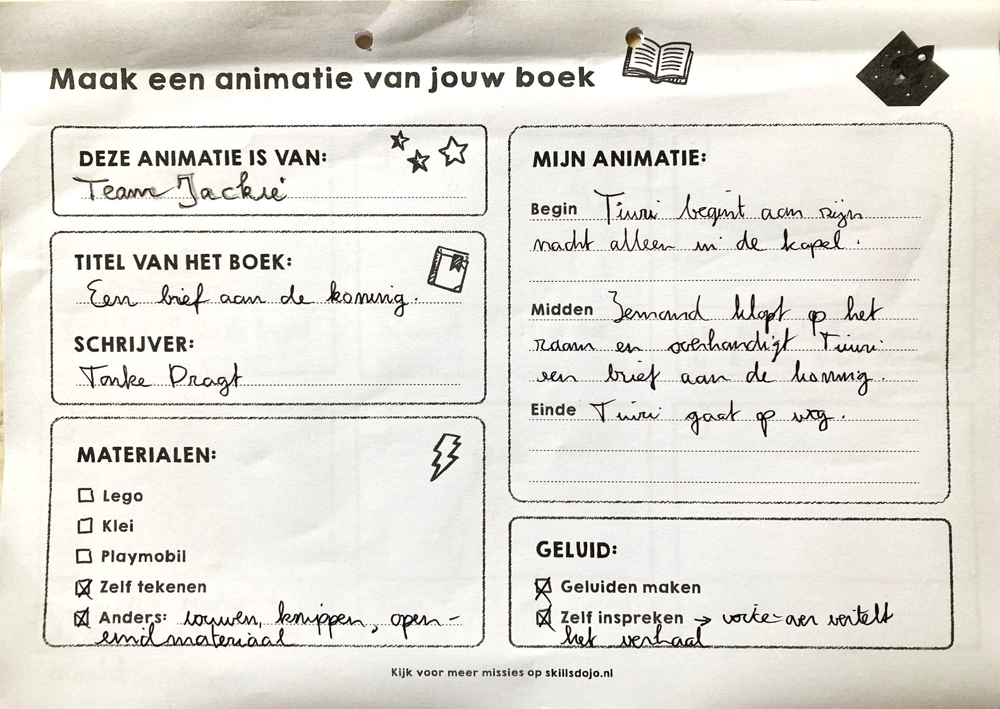 Maak een animatie van jouw boek
DEZE ANIMATIE IS VAN:
Team Jackie
TITEL VAN HET BOEK:
Een brief aan de koning.
SCHRIJVER:
Tonke Dragt
MATERIALEN:
Lego
Klei
Playmobil
Zelf tekenen
Anders: vouwen, knippen, open-
eindmateriaal
MIJN ANIMATIE:
Begin Tiuri begint aan zijn
nacht alleen in de kapel.
Midden Iemand klopt op het
raam en overhandigt Tiuri
een brief aan de koning.
Einde Tiuri gaat op weg.
GELUID:
Geluiden maken
Zelf inspreken → voice-over vertelt
het verhaal
Kijk voor meer missies op skillsdojo.nl